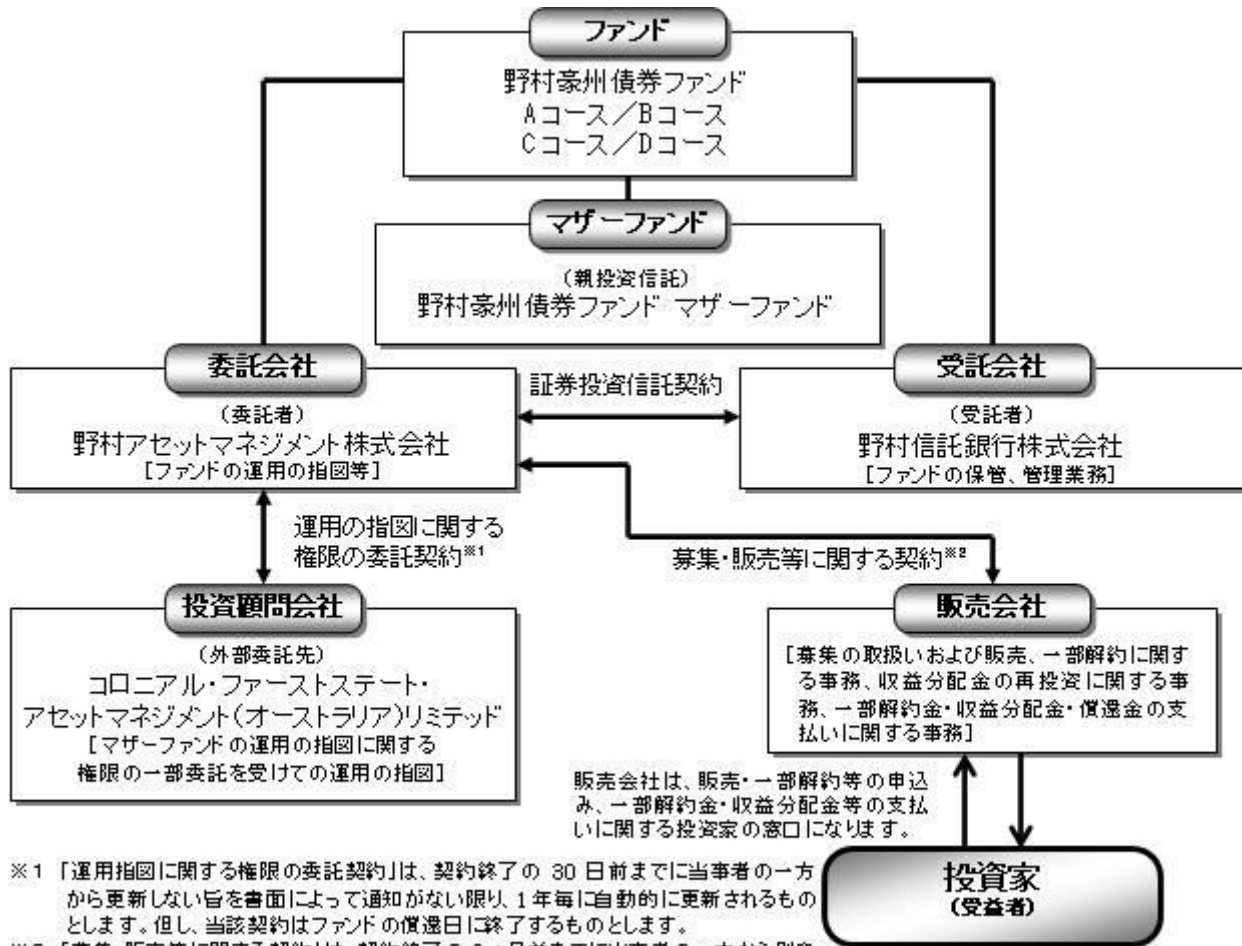 ファンド
野村豪州債券ファンド
Aコース／Bコース
Cコース／Dコース
マザーファンド
（親投資信託）
野村豪州債券ファンド マザーファンド
委託会社
（委託者）
野村アセットマネジメント株式会社
［ファンドの運用の指図等］
証券投資信託契約
受託会社
（受託者）
野村信託銀行株式会社
［ファンドの保管、管理業務］
運用の指図に関する
権限の委託契約※1
募集・販売等に関する契約※2
投資顧問会社
（外部委託先）
コロニアル・ファーストステート・
アセットマネジメント（オーストラリア）リミテッド
［マザーファンドの運用の指図に関する
権限の一部委託を受けての運用の指図］
販売会社
［募集の取扱いおよび販売、一部解約に関す
る事務、収益分配金の再投資に関する事
務、一部解約金・収益分配金・償還金の支
払いに関する事務］
販売会社は、販売・一部解約等の申込
み、一部解約金・収益分配金等の支払
いに関する投資家の窓口になります。
投資家
（受益者）
※1 「運用指図に関する権限の委託契約」は、契約終了の 30 日前までに当事者の一方
から更新しない旨を書面によって通知がない限り、1年毎に自動的に更新されるもの
とします。但し、当該契約はファンドの償還日に終了するものとします。